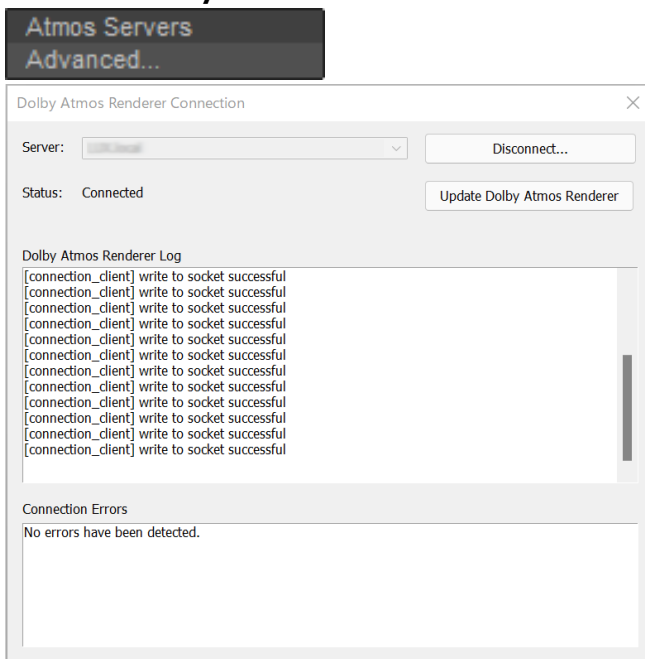 Atmos Servers
Advanced...
Dolby Atmos Renderer Connection
Server:
Disconnect...
Status: Connected
Update Dolby Atmos Renderer
Dolby Atmos Renderer Log
[connection_client] write to socket successful
[connection_client] write to socket successful
[connection_client] write to socket successful
[connection_client] write to socket successful
[connection_client] write to socket successful
[connection_client] write to socket successful
[connection_client] write to socket successful
[connection_client] write to socket successful
[connection_client] write to socket successful
[connection_client] write to socket successful
[connection_client] write to socket successful
[connection_client] write to socket successful
Connection Errors
No errors have been detected.